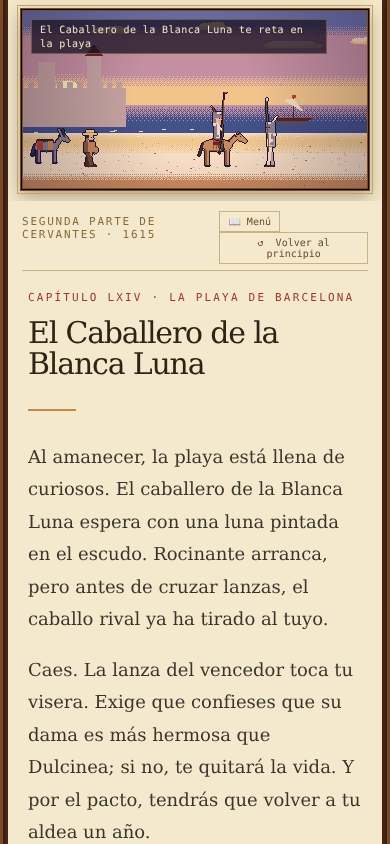 El Caballero de la Blanca Luna te reta en
la playa
SEGUNDA PARTE DE
CERVANTES · 1615
📖 Menú
↺ Volver al
principio
CAPÍTULO LXIV · LA PLAYA DE BARCELONA
El Caballero de la
Blanca Luna
Al amanecer, la playa está llena de
curiosos. El caballero de la Blanca
Luna espera con una luna pintada
en el escudo. Rocinante arranca,
pero antes de cruzar lanzas, el
caballo rival ya ha tirado al tuyo.
Caes. La lanza del vencedor toca tu
visera. Exige que confieses que su
dama es más hermosa que
Dulcinea; si no, te quitará la vida. Y
por el pacto, tendrás que volver a tu
aldea un año.